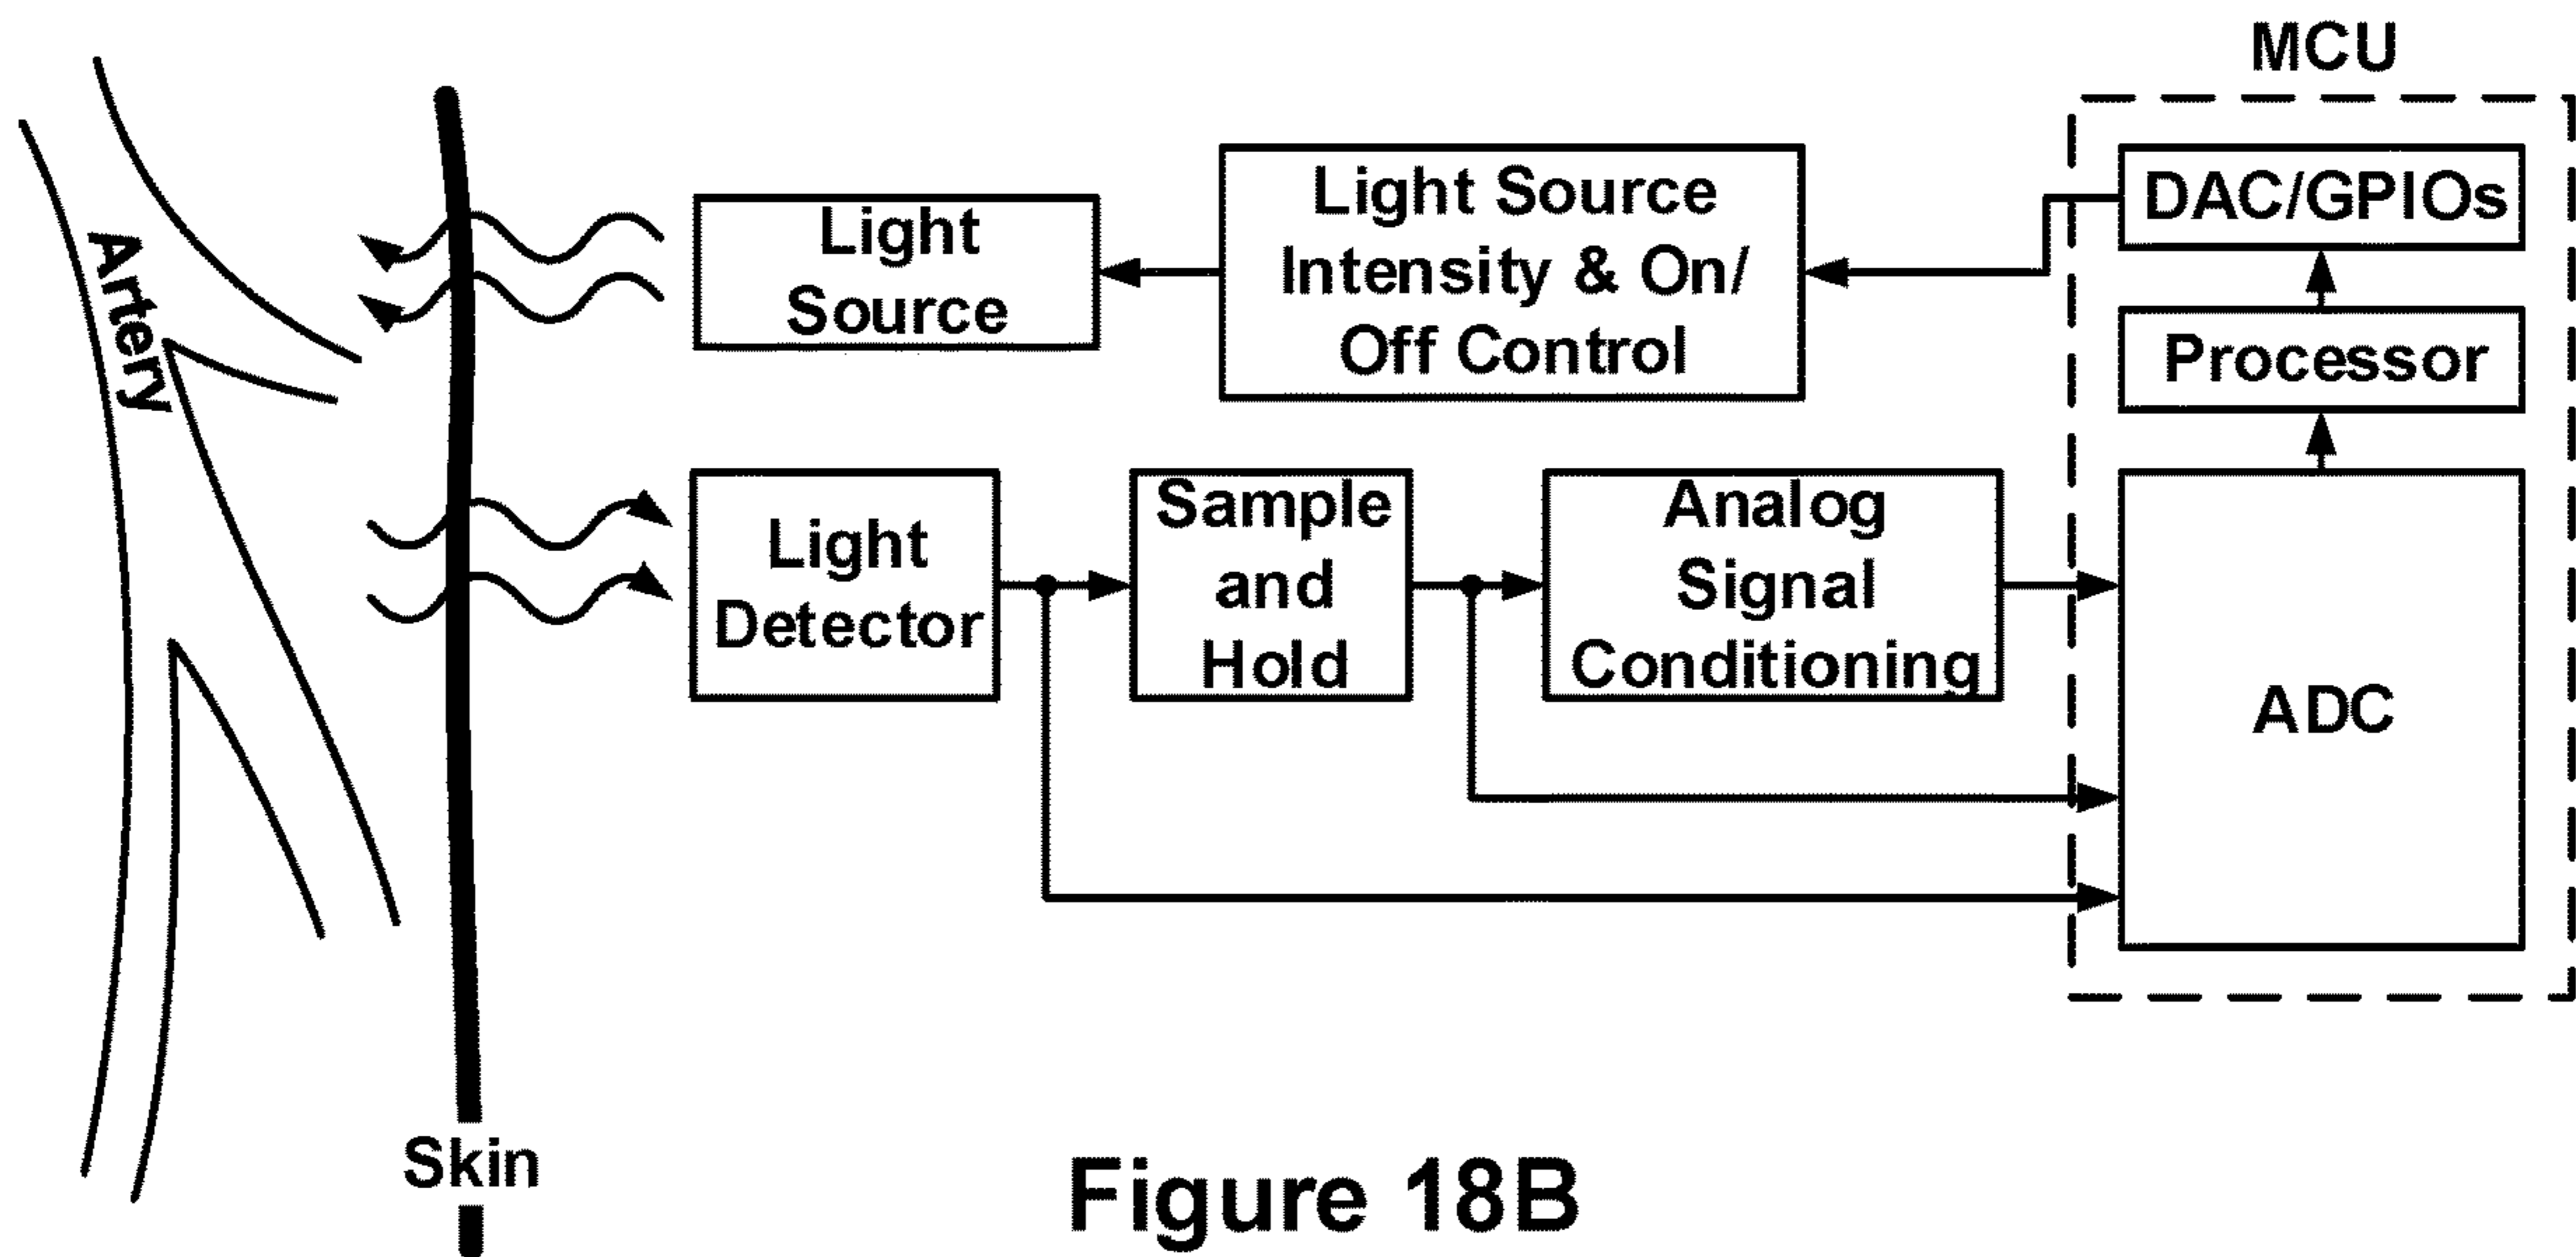 MCU
Artery
Light
Source
Light Source
Intensity & On/
Off Control
DAC/GPIOs
Processor
Light
Detector
Sample
and
Hold
Analog
Signal
Conditioning
ADC
Skin
Figure 18B